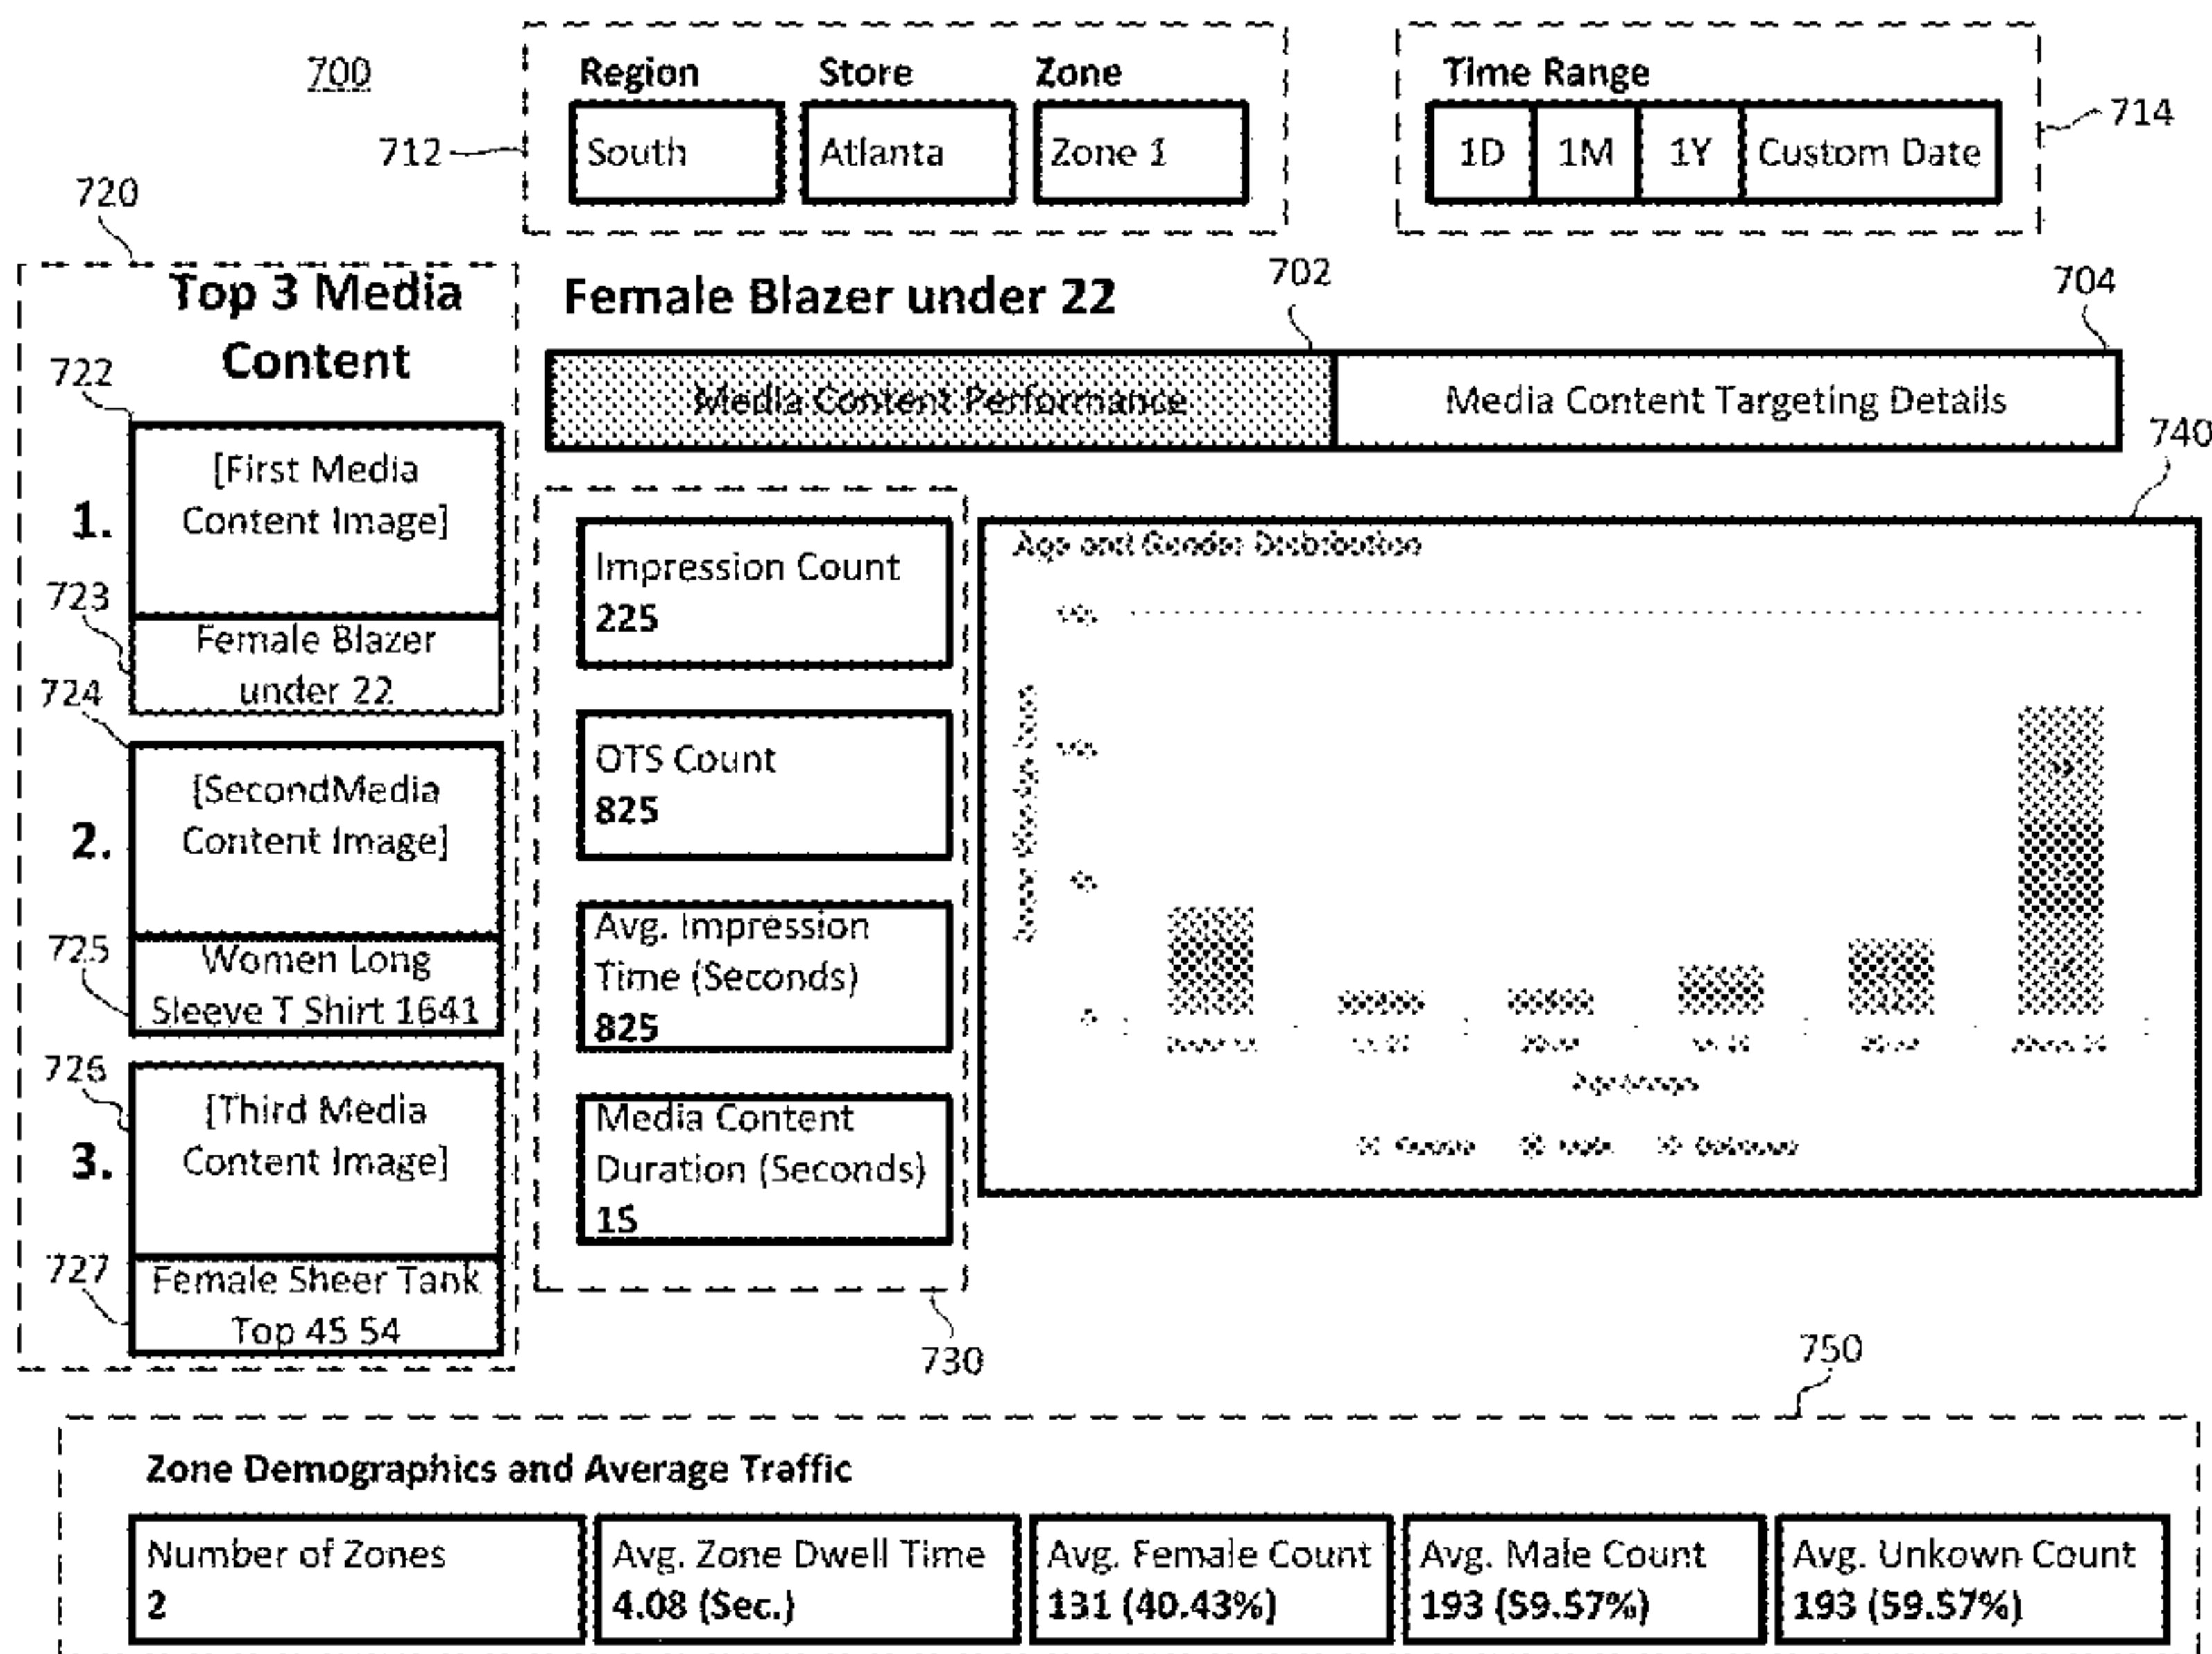 700
Region Store Zone
South Atlanta Zone 1
712
Time Range
1D 1M 1Y Custom Date
714
720
Top 3 Media
Content
722
1.
[First Media
Content Image]
723
Female Blazer
under 22
724
2.
[SecondMedia
Content Image]
725
Women Long
Sleeve T Shirt 1641
726
3.
[Third Media
Content Image]
727
Female Sheer Tank
Top 45 54
Female Blazer under 22
702
704
Media Content Performance
Media Content Targeting Details
Impression Count
225
OTS Count
825
Avg. Impression
Time (Seconds)
825
Media Content
Duration (Seconds)
15
730
740
Age and Gender Distribution
750
Zone Demographics and Average Traffic
Number of Zones
2
Avg. Zone Dwell Time
4.08 (Sec.)
Avg. Female Count
131 (40.43%)
Avg. Male Count
193 (59.57%)
Avg. Unkown Count
193 (59.57%)